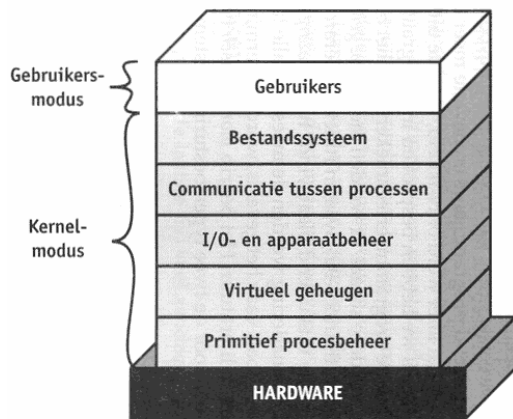 Gebruikers-
modus
Gebruikers
Bestandssysteem
Communicatie tussen processen
Kernel-
modus
I/O- en apparaatbeheer
Virtueel geheugen
Primitief procesbeheer
HARDWARE